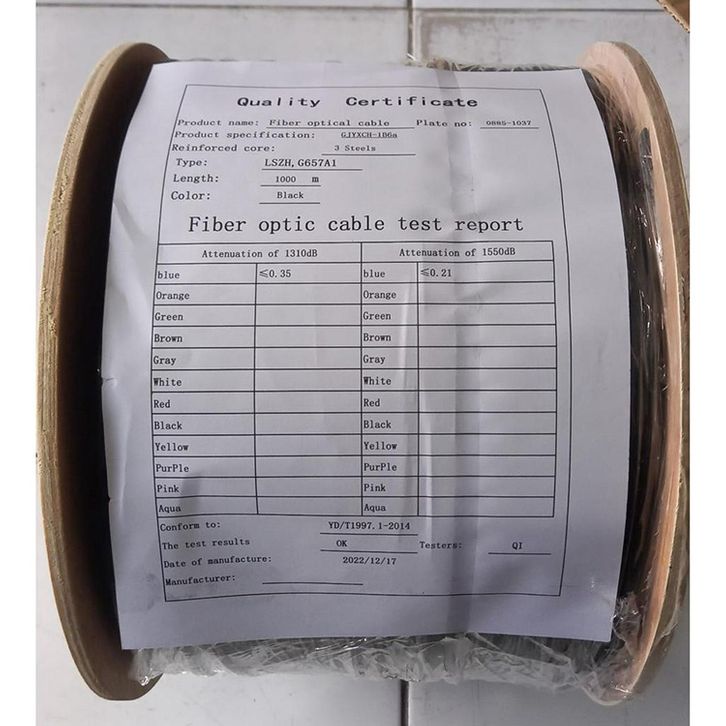 Quality Certificate
Product name: Fiber optical cable Plate no: 0885-1037
Product specification: GJYXCH-1B6a
Reinforced core: 3 Steels
Type: LSZH, G657A1
Length: 1000 m
Color: Black
Fiber optic cable test report
Attenuation of 1310dB Attenuation of 1550dB
blue ≤0.35 blue ≤0.21
Orange Orange
Green Green
Brown Brown
Gray Gray
White White
Red Red
Black Black
Yellow Yellow
PurPle PurPle
Pink Pink
Aqua Aqua
Conform to: YD/T1997.1-2014
The test results OK Testers: QI
Date of manufacture: 2022/12/17
Manufacturer: